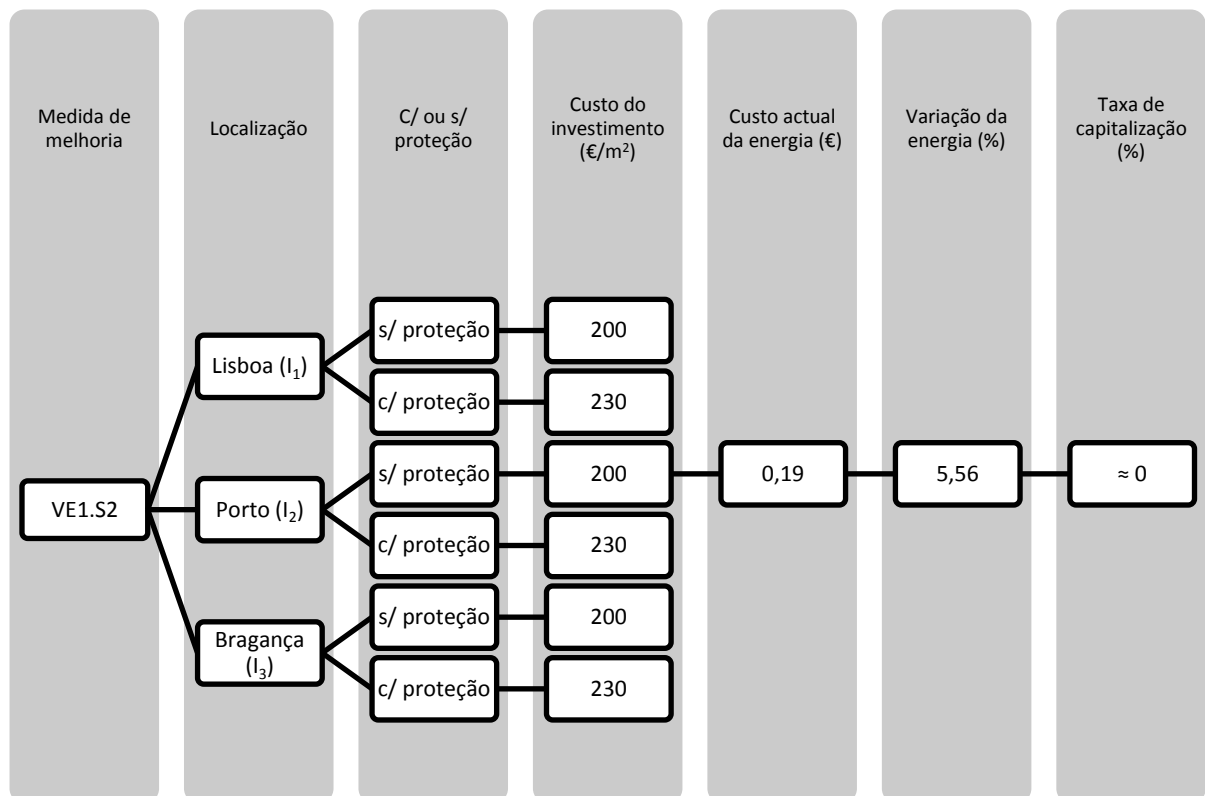 Medida de
melhoria
Localização
C/ ou s/
proteção
Custo do
investimento
(€/m²)
Custo actual
da energia (€)
Variação da
energia (%)
Taxa de
capitalização
(%)
VE1.S2
Lisboa (I₁)
s/ proteção
200
c/ proteção
230
Porto (I₂)
s/ proteção
200
0,19
5,56
≈ 0
c/ proteção
230
Bragança
(I₃)
s/ proteção
200
c/ proteção
230